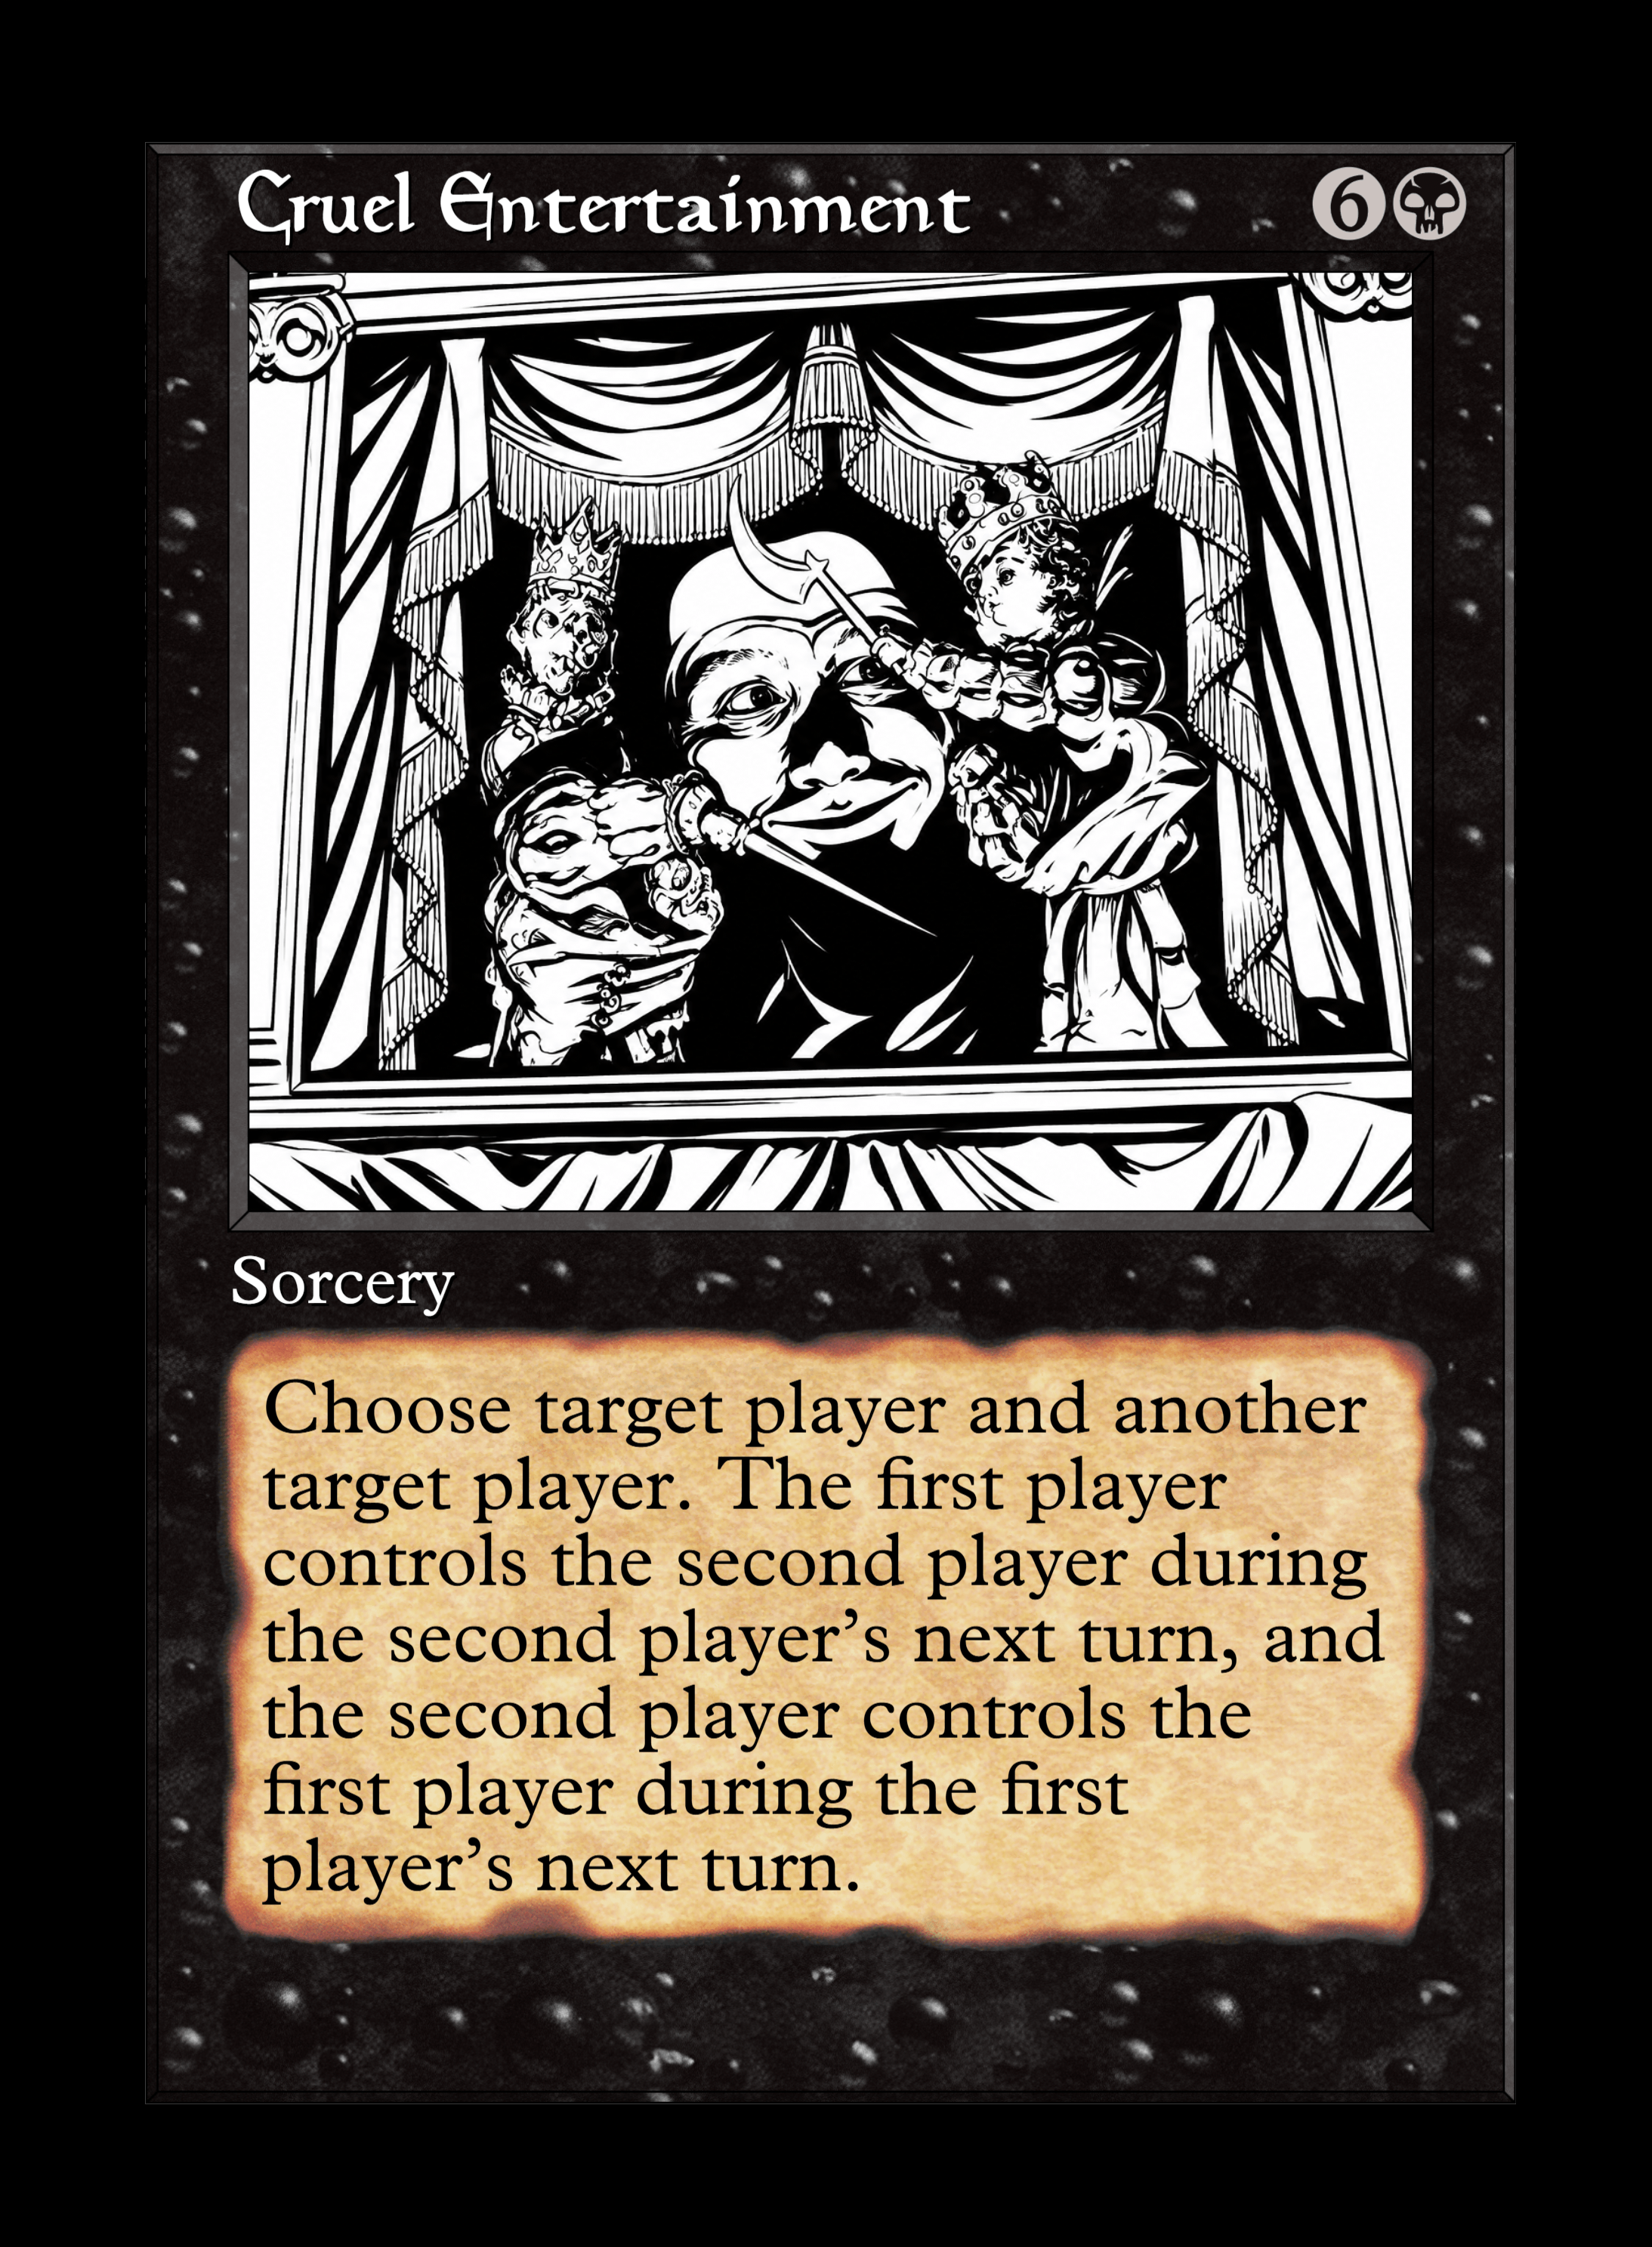 Cruel Entertainment 6
Sorcery
Choose target player and another
target player. The first player
controls the second player during
the second player’s next turn, and
the second player controls the
first player during the first
player’s next turn.